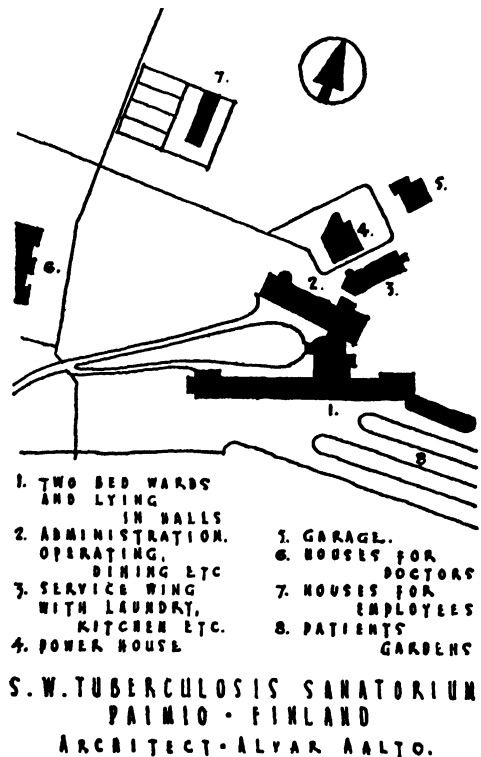 7.
5.
4.
6.
2.
3.
1.
8
1. TWO BED WARDS
AND LYING
IN HALLS
2. ADMINISTRATION.
OPERATING,
DINING ETC
3. SERVICE WING
WITH LAUNDRY,
KITCHEN ETC.
4. POWER HOUSE
5. GARAGE.
6. HOUSES FOR
DOCTORS
7. HOUSES FOR
EMPLOYEES
8. PATIENTS
GARDENS
S.W. TUBERCULOSIS SANATORIUM
PAIMIO · FINLAND
ARCHITECT · ALVAR AALTO.